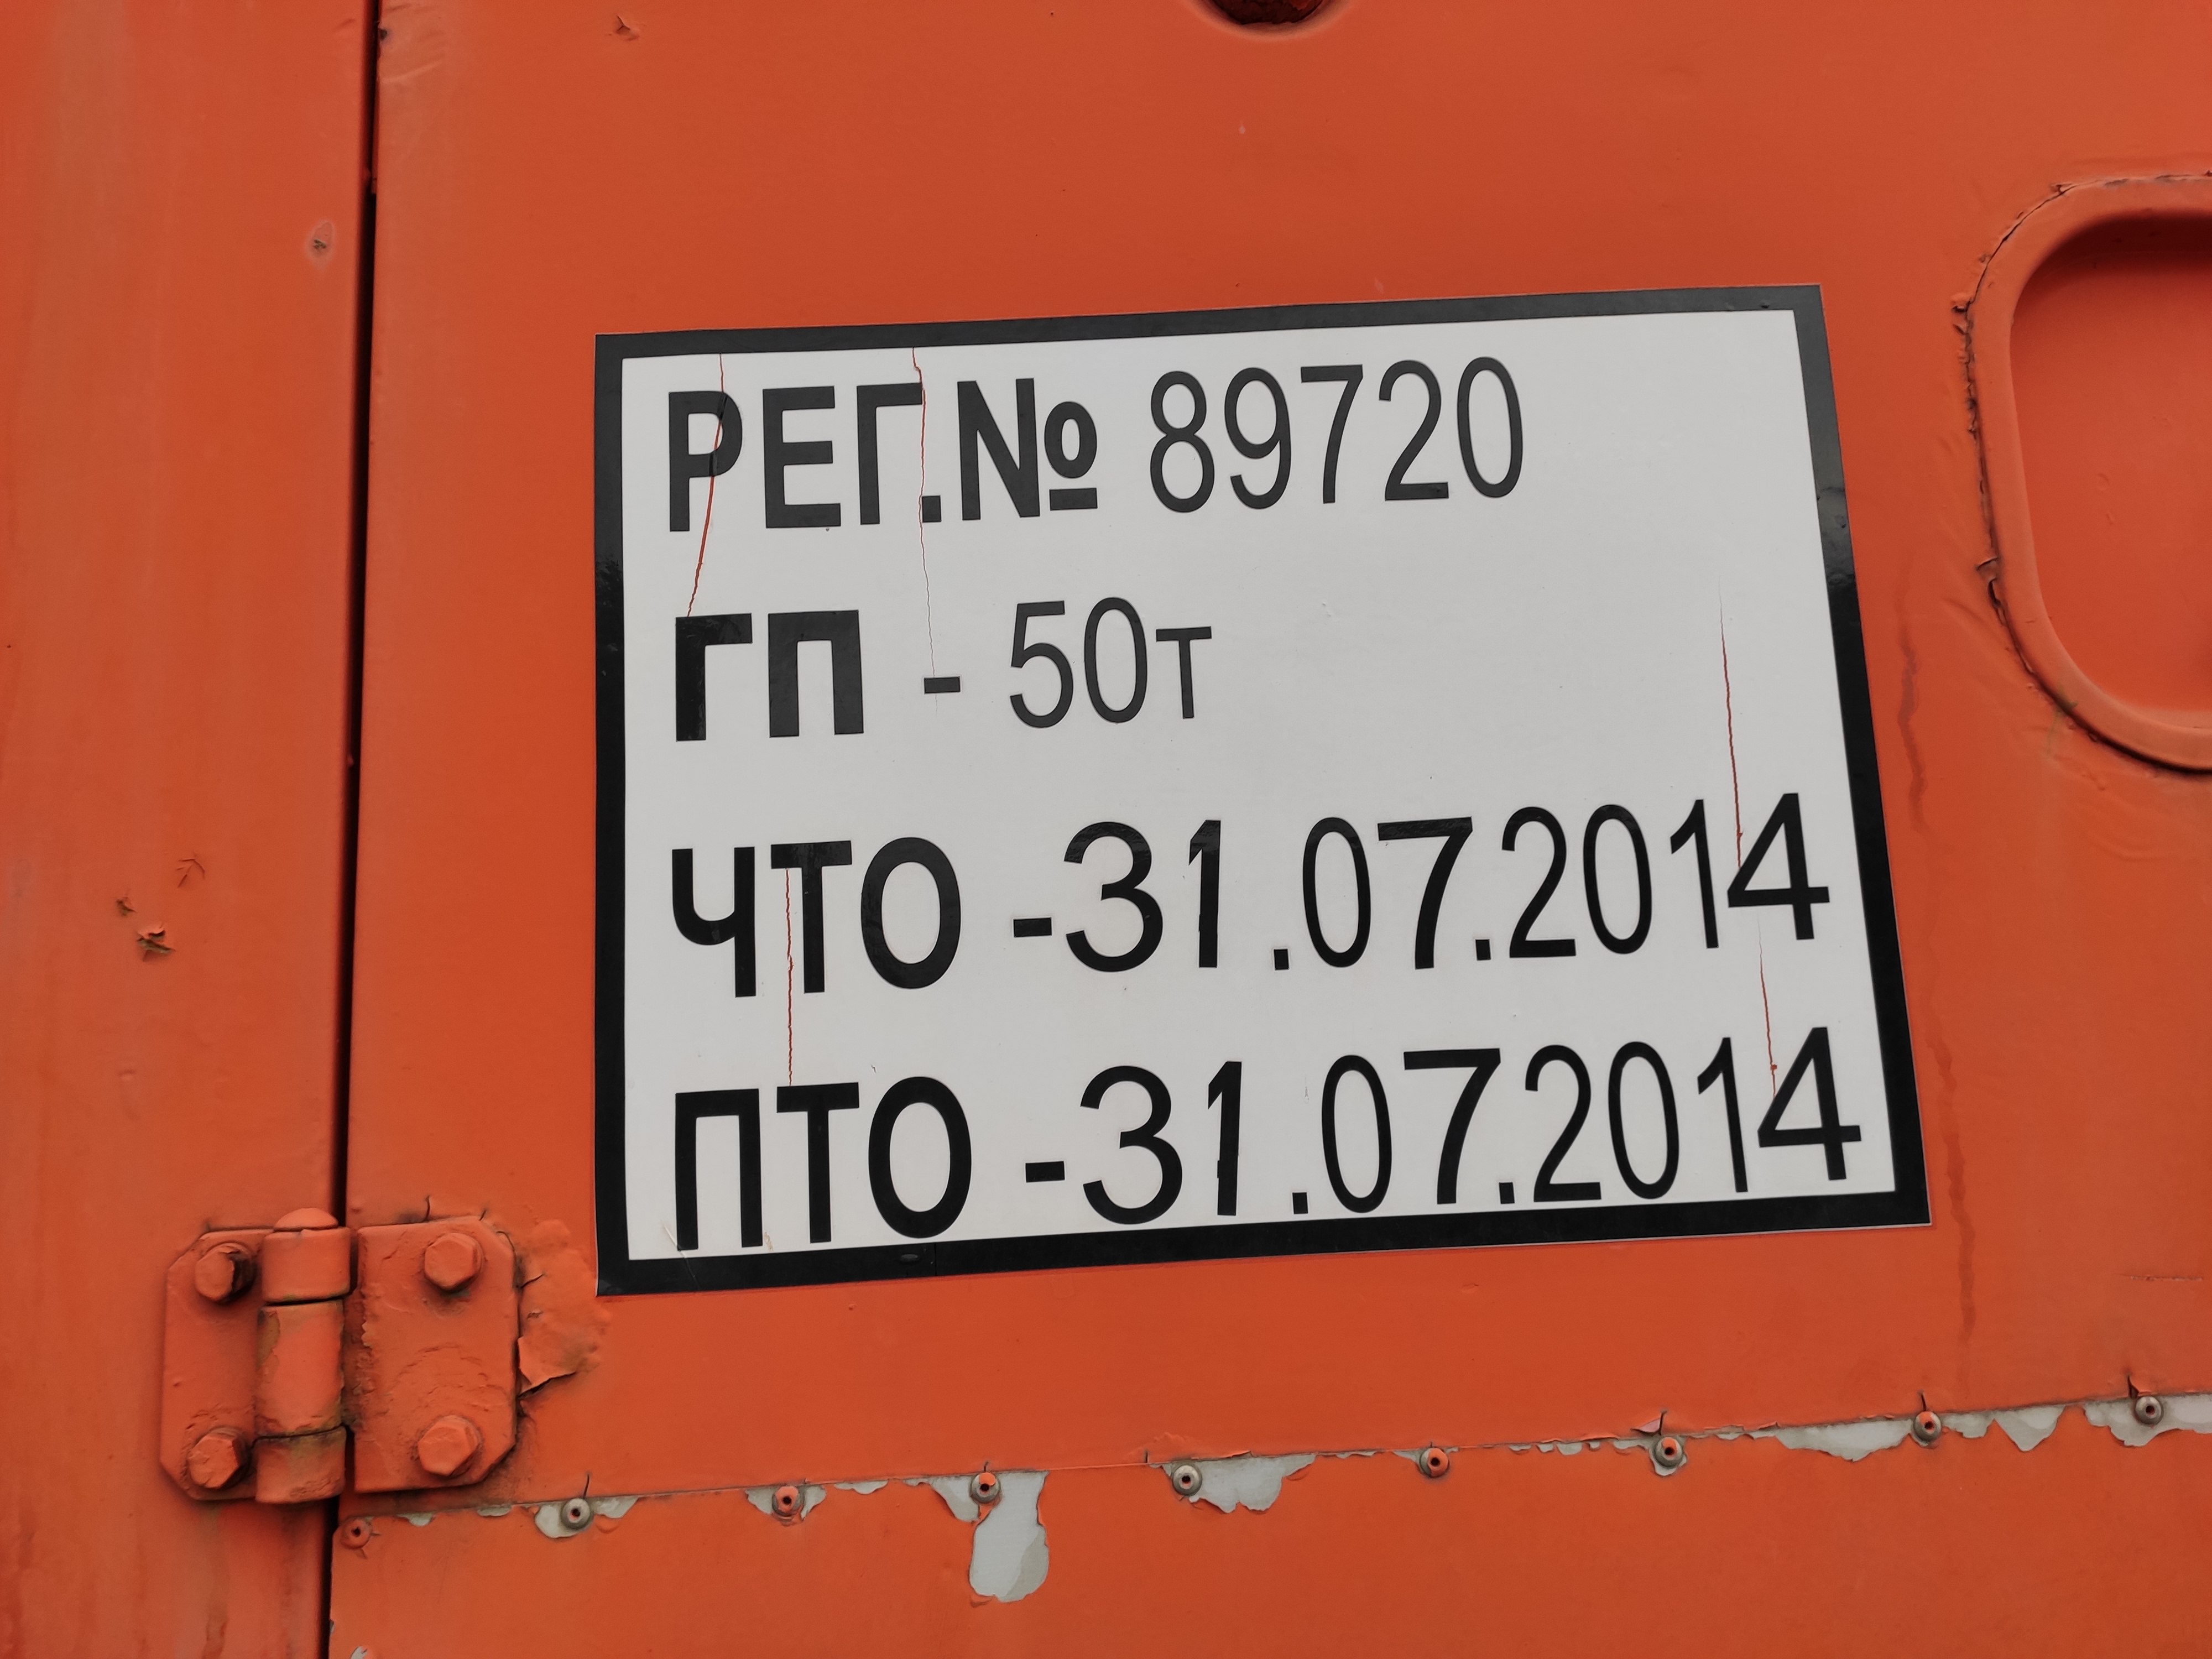 РЕГ.№ 89720
ГП - 50т
ЧТО -31.07.2014
ПТО -31.07.2014